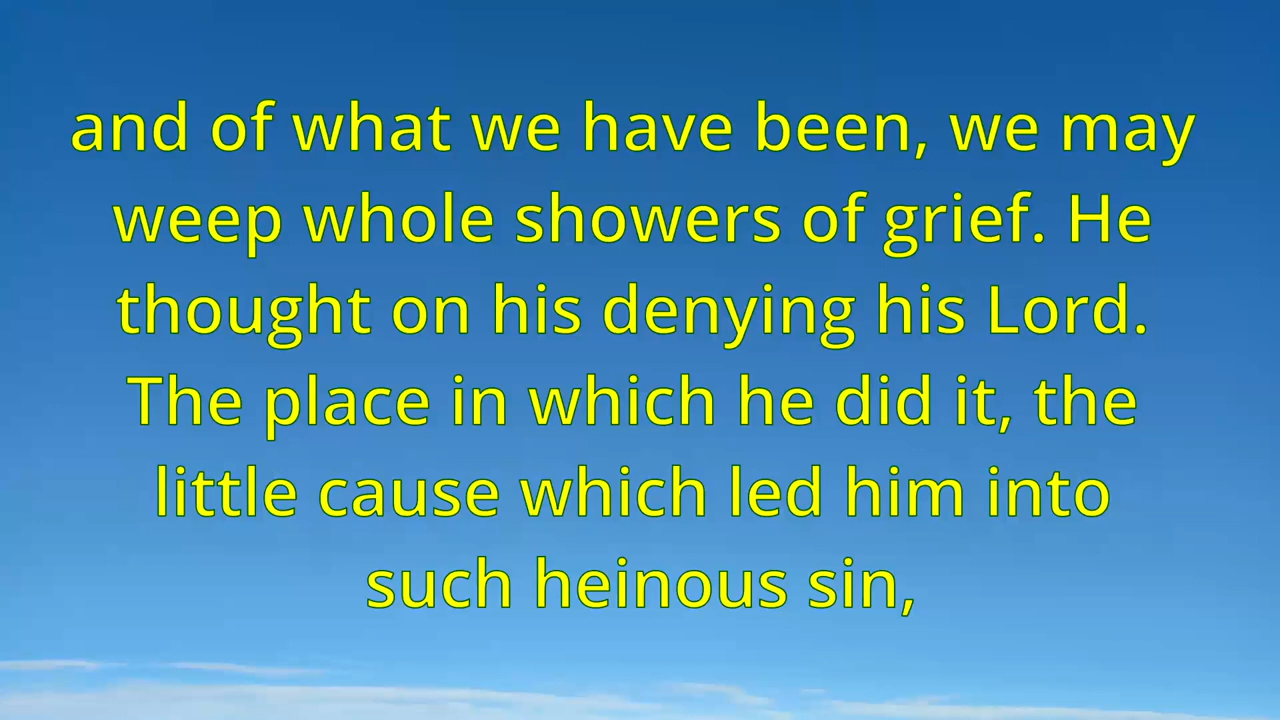 and of what we have been, we may
weep whole showers of grief. He
thought on his denying his Lord.
The place in which he did it, the
little cause which led him into
such heinous sin,